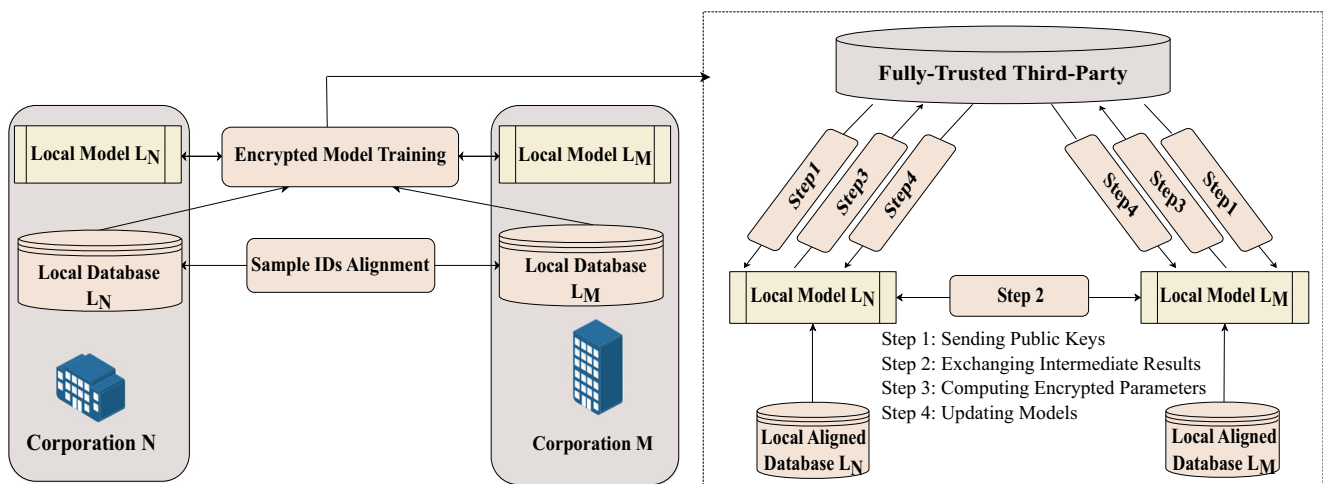 Local Model LN
Encrypted Model Training
Local Model LM
Local Database
LN
Sample IDs Alignment
Local Database
LM
Corporation N
Corporation M
Fully-Trusted Third-Party
Step1
Step3
Step4
Step4
Step3
Step1
Local Model LN
Step 2
Local Model LM
Step 1: Sending Public Keys
Step 2: Exchanging Intermediate Results
Step 3: Computing Encrypted Parameters
Step 4: Updating Models
Local Aligned
Database LN
Local Aligned
Database LM